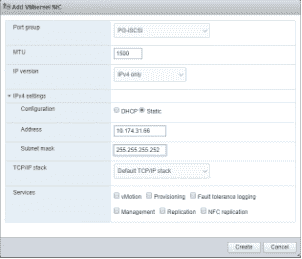 Add VMkernel NIC
Port group PG-iSCSI
MTU 1500
IP version IPv4 only
IPv4 settings
Configuration DHCP Static
Address 10.174.31.66
Subnet mask 255.255.255.252
TCP/IP stack Default TCP/IP stack
Services vMotion Provisioning Fault tolerance logging
Management Replication NFC replication
Create Cancel